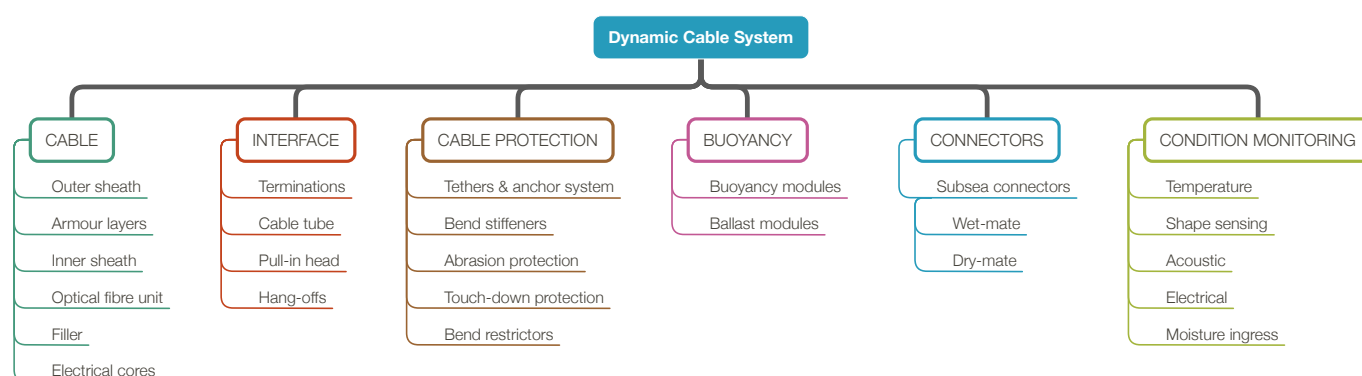 Dynamic Cable System
CABLE
Outer sheath
Armour layers
Inner sheath
Optical fibre unit
Filler
Electrical cores
INTERFACE
Terminations
Cable tube
Pull-in head
Hang-offs
CABLE PROTECTION
Tethers & anchor system
Bend stiffeners
Abrasion protection
Touch-down protection
Bend restrictors
BUOYANCY
Buoyancy modules
Ballast modules
CONNECTORS
Subsea connectors
Wet-mate
Dry-mate
CONDITION MONITORING
Temperature
Shape sensing
Acoustic
Electrical
Moisture ingress